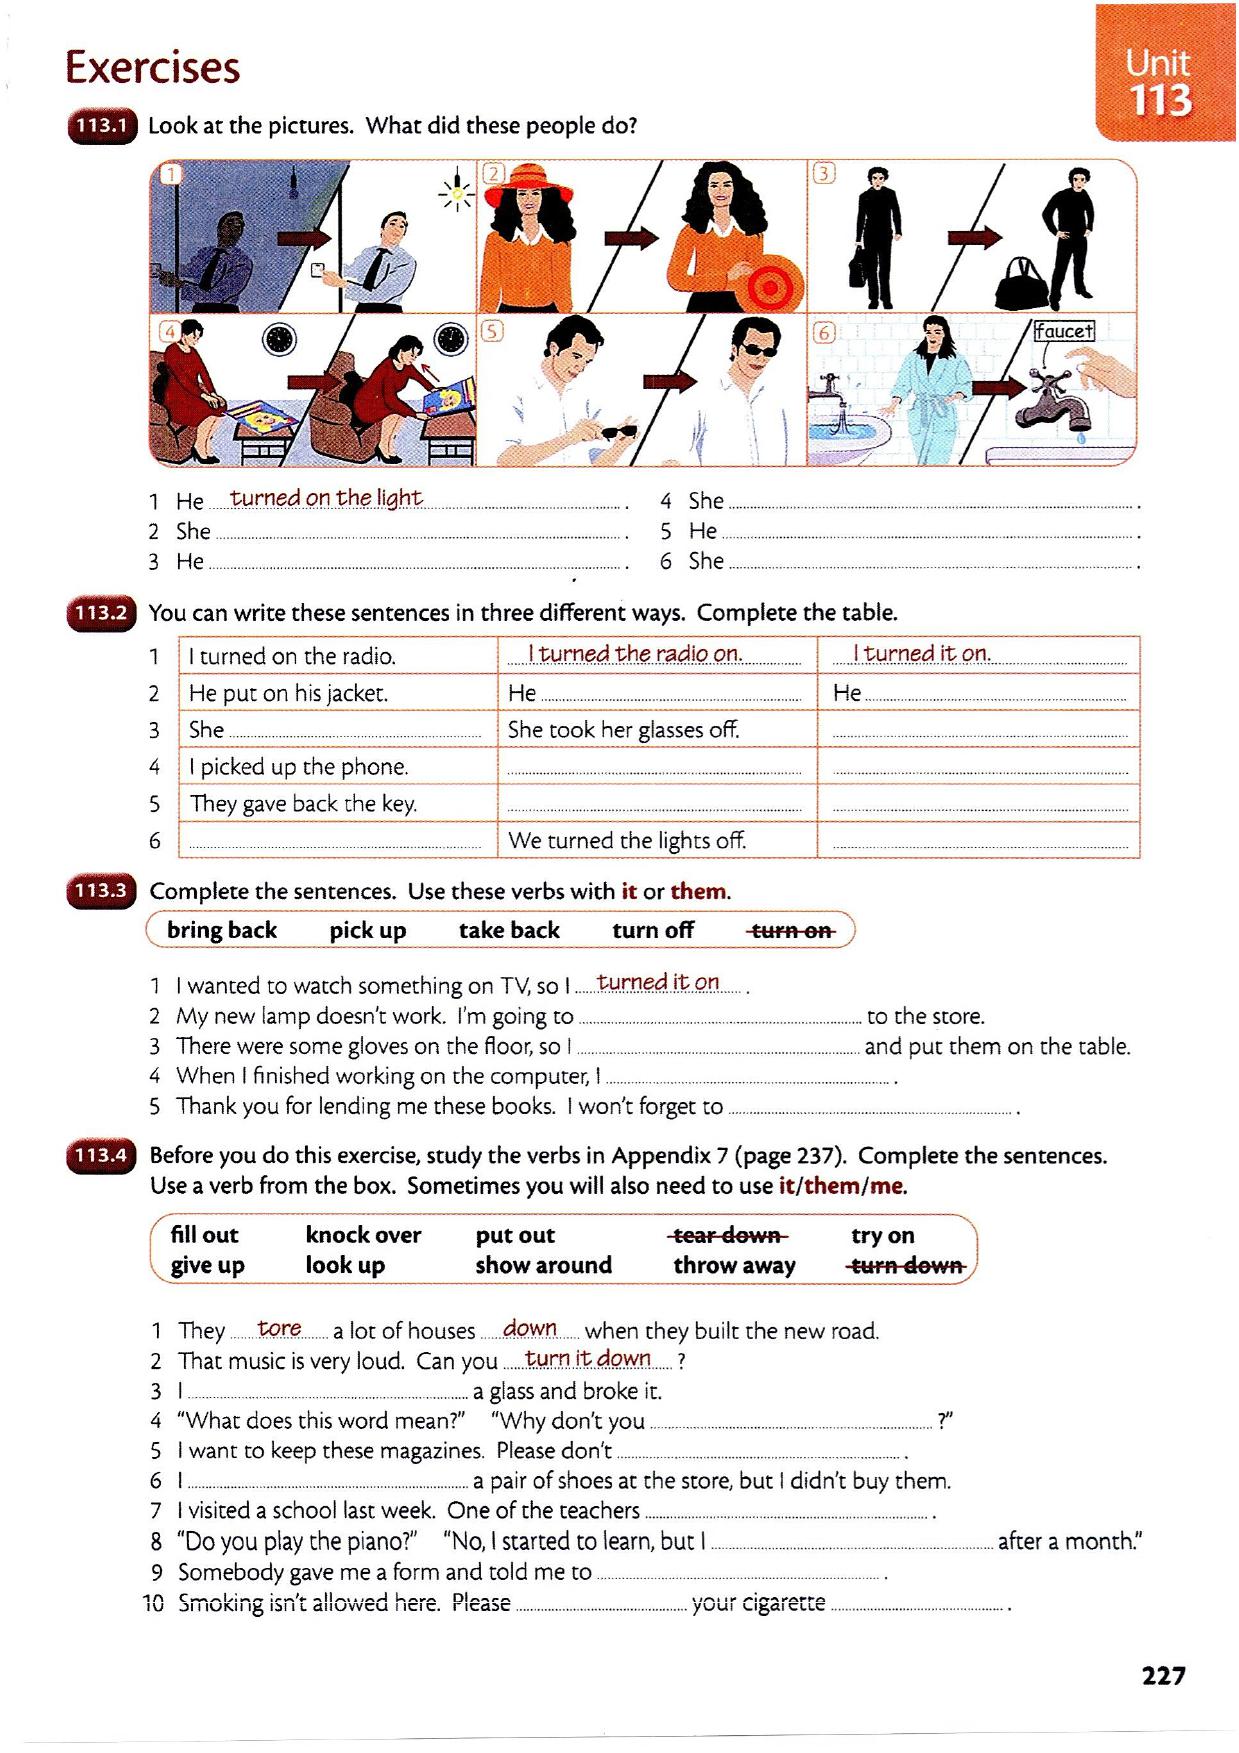 Exercises
Unit
113
113.1 Look at the pictures. What did these people do?
1
2
3
4
5
6
faucet
1 He turned on the light.
2 She .
3 He .
4 She .
5 He .
6 She .
113.2 You can write these sentences in three different ways. Complete the table.
1 I turned on the radio. I turned the radio on. I turned it on.
2 He put on his jacket. He He
3 She She took her glasses off.
4 I picked up the phone.
5 They gave back the key.
6 We turned the lights off.
113.3 Complete the sentences. Use these verbs with it or them.
bring back pick up take back turn off turn on
1 I wanted to watch something on TV, so I turned it on.
2 My new lamp doesn't work. I'm going to to the store.
3 There were some gloves on the floor, so I and put them on the table.
4 When I finished working on the computer, I .
5 Thank you for lending me these books. I won't forget to .
113.4 Before you do this exercise, study the verbs in Appendix 7 (page 237). Complete the sentences.
Use a verb from the box. Sometimes you will also need to use it/them/me.
fill out knock over put out tear down try on
give up look up show around throw away turn down
1 They tore a lot of houses down when they built the new road.
2 That music is very loud. Can you turn it down ?
3 I a glass and broke it.
4 "What does this word mean?" "Why don't you ?"
5 I want to keep these magazines. Please don't .
6 I a pair of shoes at the store, but I didn't buy them.
7 I visited a school last week. One of the teachers .
8 "Do you play the piano?" "No, I started to learn, but I after a month."
9 Somebody gave me a form and told me to .
10 Smoking isn't allowed here. Please your cigarette .
227